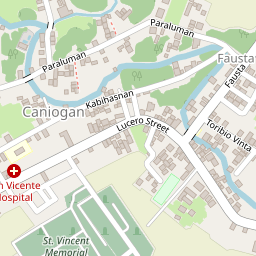 Paraluman
Fausta
Paraluman
Fausta
Kabihasnan
Caniogan
Lucero Street
Toribio Vinta
n Vicente
Hospital
St. Vincent
Memorial